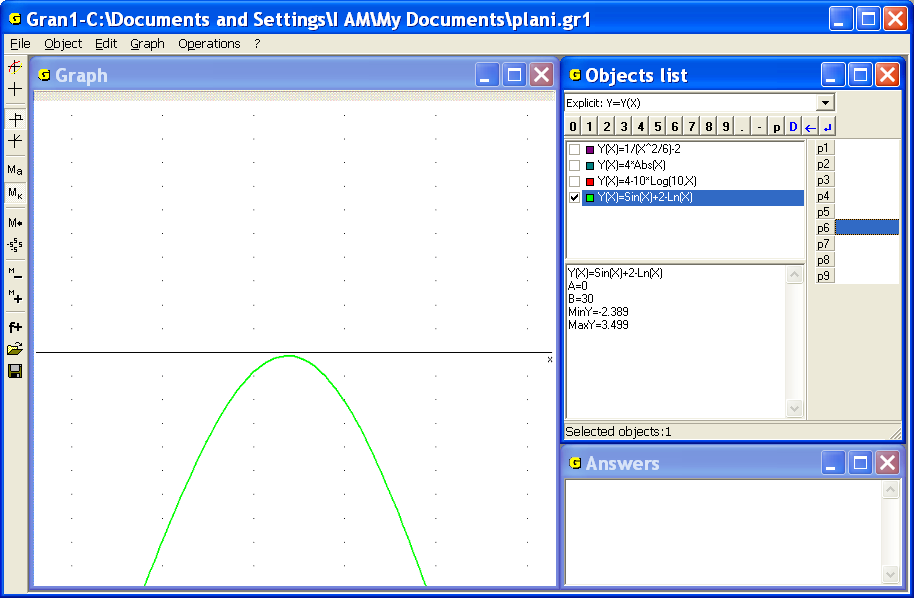 Gran1-C:\Documents and Settings\I AM\My Documents\plani.gr1
File Object Edit Graph Operations ?
Graph
x
Ma
Mк
M
M
M
f+
Objects list
Explicit: Y=Y(X)
0 1 2 3 4 5 6 7 8 9 . - p D ← ↲
Y(X)=1/(X^2/6)-2
Y(X)=4*Abs(X)
Y(X)=4-10*Log(10,X)
Y(X)=Sin(X)+2-Ln(X)
p1
p2
p3
p4
p5
p6
p7
p8
p9
Y(X)=Sin(X)+2-Ln(X)
A=0
B=30
MinY=-2.389
MaxY=3.499
Selected objects:1
Answers